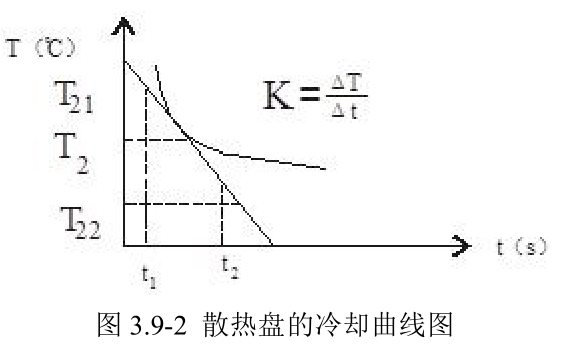 T（℃）
T21
K = ΔT/Δt
T2
T22
t（s）
t1
t2
图 3.9-2 散热盘的冷却曲线图